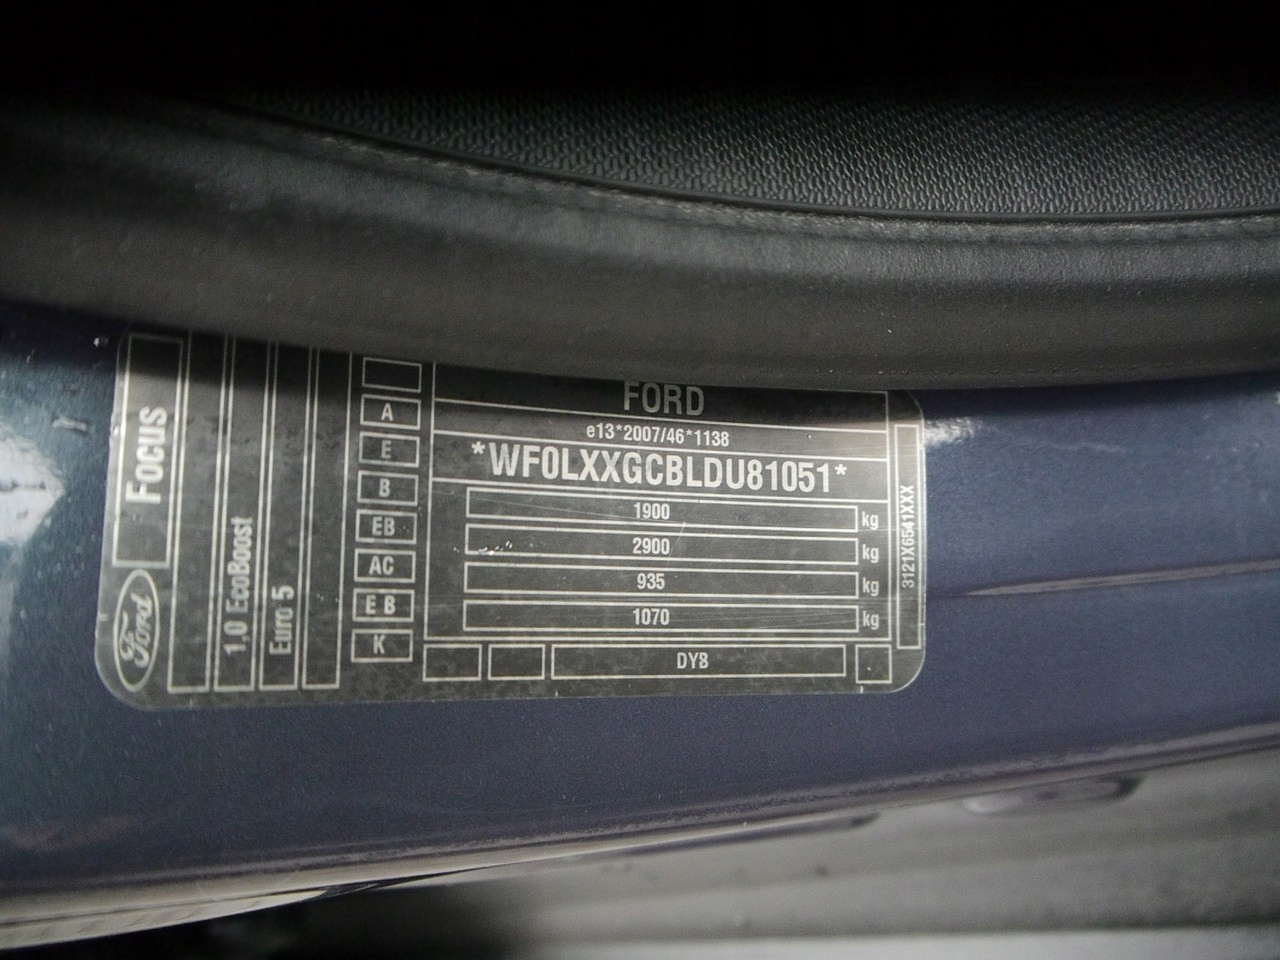 FOCUS
Ford
1,0 EcoBoost
Euro 5
A
E
B
EB
AC
E B
K
FORD
e13*2007/46*1138
*WF0LXXGCBLDU81051*
1900 kg
2900 kg
935 kg
1070 kg
DYB
3121X6541XXX